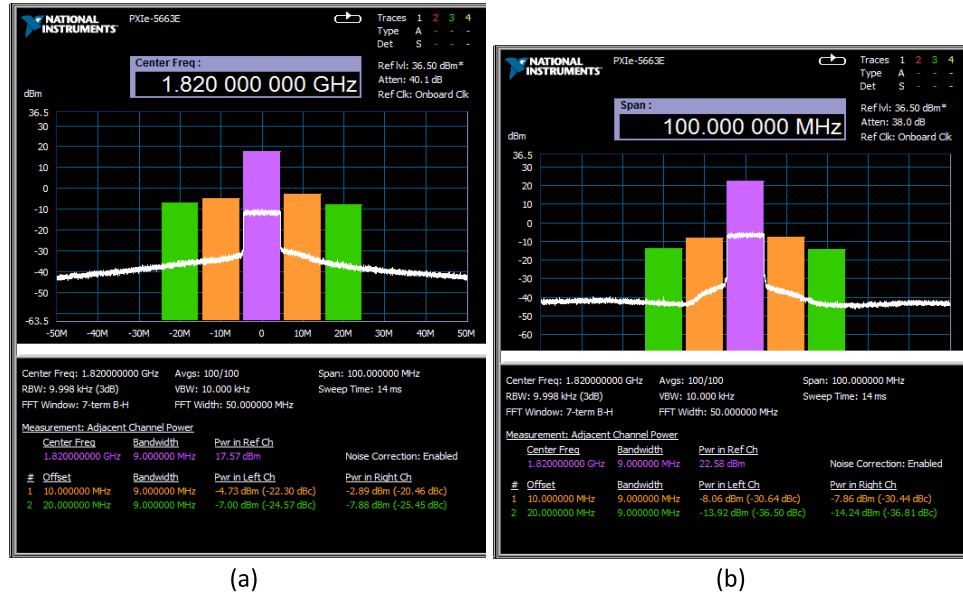 NATIONAL
INSTRUMENTS
PXIe-5663E
Traces 1 2 3 4
Type A - - -
Det S - - -
Center Freq :
1.820 000 000 GHz
Ref lvl: 36.50 dBm*
Atten: 40.1 dB
Ref Clk: Onboard Clk
dBm
36.5
30
20
10
0
-10
-20
-30
-40
-50
-63.5
-50M -40M -30M -20M -10M 0 10M 20M 30M 40M 50M
Center Freq: 1.820000000 GHz Avgs: 100/100 Span: 100.000000 MHz
RBW: 9.998 kHz (3dB) VBW: 10.000 kHz Sweep Time: 14 ms
FFT Window: 7-term B-H FFT Width: 50.000000 MHz
Measurement: Adjacent Channel Power
Center Freq Bandwidth Pwr in Ref Ch
1.820000000 GHz 9.000000 MHz 17.57 dBm Noise Correction: Enabled
# Offset Bandwidth Pwr in Left Ch Pwr in Right Ch
1 10.000000 MHz 9.000000 MHz -4.73 dBm (-22.30 dBc) -2.89 dBm (-20.46 dBc)
2 20.000000 MHz 9.000000 MHz -7.00 dBm (-24.57 dBc) -7.88 dBm (-25.45 dBc)
(a)
NATIONAL
INSTRUMENTS
PXIe-5663E
Traces 1 2 3 4
Type A - - -
Det S - - -
Span :
100.000 000 MHz
Ref lvl: 36.50 dBm*
Atten: 38.0 dB
Ref Clk: Onboard Clk
dBm
36.5
30
20
10
0
-10
-20
-30
-40
-50
-60
Center Freq: 1.820000000 GHz Avgs: 100/100 Span: 100.000000 MHz
RBW: 9.998 kHz (3dB) VBW: 10.000 kHz Sweep Time: 14 ms
FFT Window: 7-term B-H FFT Width: 50.000000 MHz
Measurement: Adjacent Channel Power
Center Freq Bandwidth Pwr in Ref Ch
1.820000000 GHz 9.000000 MHz 22.58 dBm Noise Correction: Enabled
# Offset Bandwidth Pwr in Left Ch Pwr in Right Ch
1 10.000000 MHz 9.000000 MHz -8.06 dBm (-30.64 dBc) -7.86 dBm (-30.44 dBc)
2 20.000000 MHz 9.000000 MHz -13.92 dBm (-36.50 dBc) -14.24 dBm (-36.81 dBc)
(b)